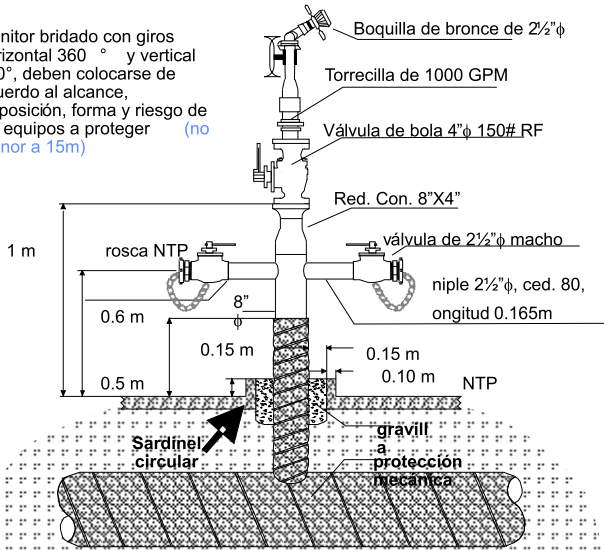 nitor bridado con giros
rizontal 360 ° y vertical
0°, deben colocarse de
uerdo al alcance,
posición, forma y riesgo de
equipos a proteger (no
nor a 15m)
Boquilla de bronce de 2½”ϕ
Torrecilla de 1000 GPM
Válvula de bola 4”ϕ 150# RF
Red. Con. 8”X4”
1 m
rosca NTP
válvula de 2½”ϕ macho
niple 2½”ϕ, ced. 80,
ongitud 0.165m
0.6 m
8”
ϕ
0.15 m
0.15 m
0.10 m
0.5 m
NTP
Sardinel
circular
gravill
a
protección
mecánica